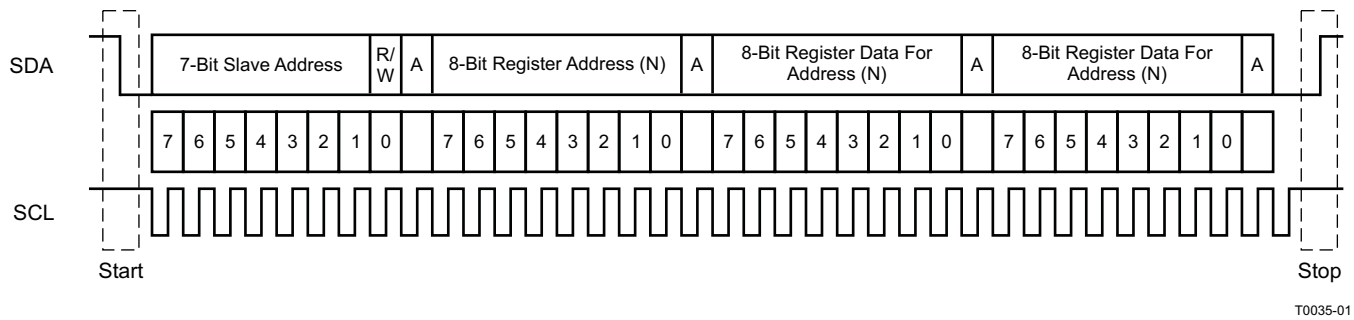 SDA
7-Bit Slave Address
R/
W
A
8-Bit Register Address (N)
A
8-Bit Register Data For
Address (N)
A
8-Bit Register Data For
Address (N)
A
7 6 5 4 3 2 1 0 7 6 5 4 3 2 1 0 7 6 5 4 3 2 1 0 7 6 5 4 3 2 1 0
SCL
Start
Stop
T0035-01